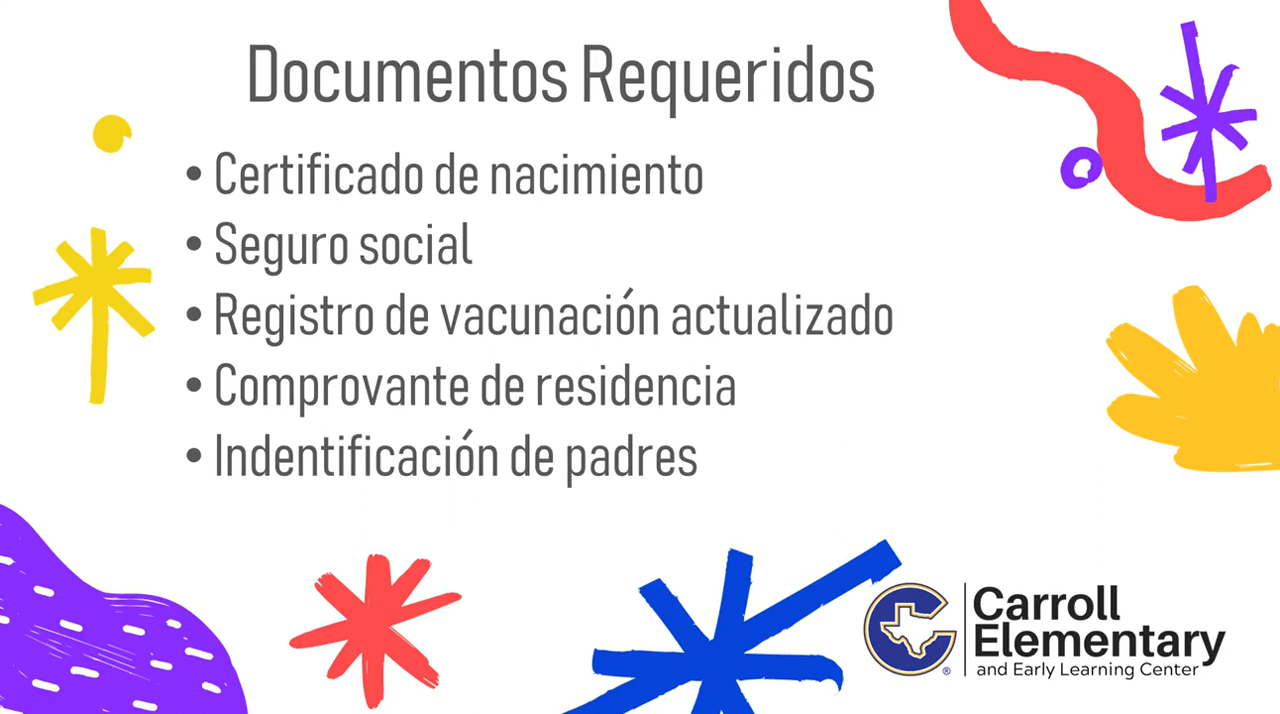 Documentos Requeridos
• Certificado de nacimiento
• Seguro social
• Registro de vacunación actualizado
• Comprovante de residencia
• Indentificación de padres
C
®
Carroll
Elementary
and Early Learning Center